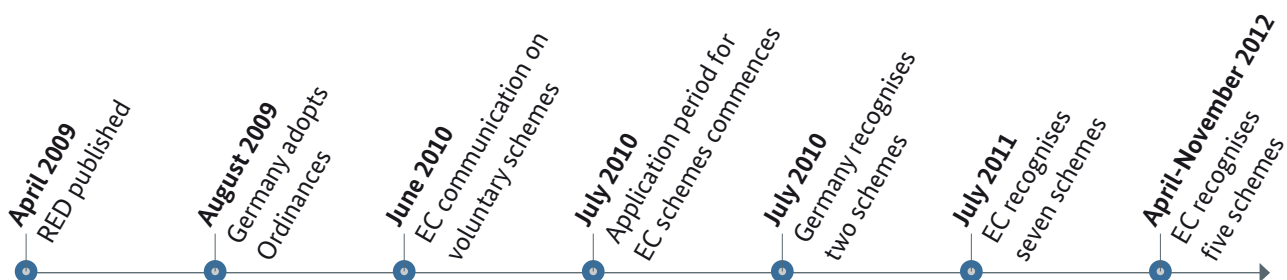 April 2009
RED published
August 2009
Germany adopts
Ordinances
June 2010
EC communication on
voluntary schemes
July 2010
Application period for
EC schemes commences
July 2010
Germany recognises
two schemes
July 2011
EC recognises
seven schemes
April-November 2012
EC recognises
five schemes